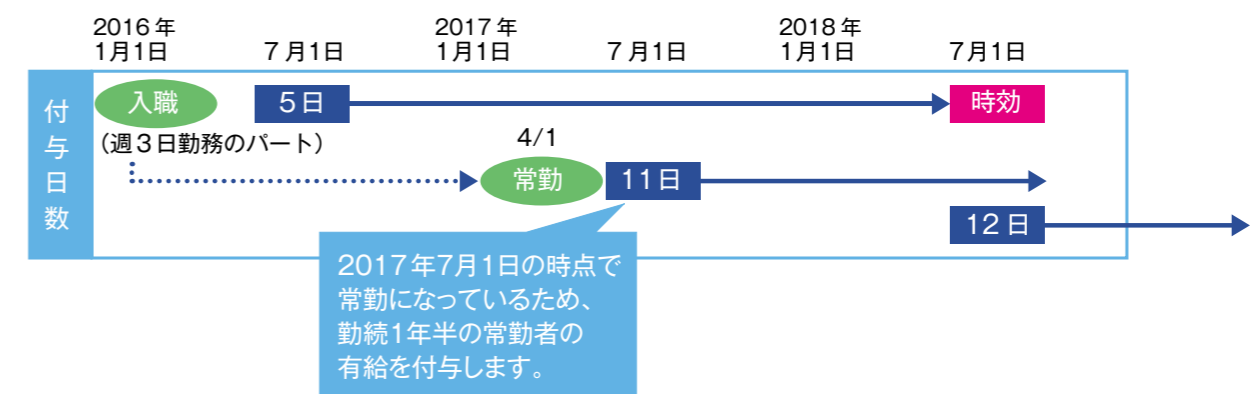 2016年
1月1日
7月1日
2017年
1月1日
7月1日
2018年
1月1日
7月1日
付与日数
入職
5日
時効
(週3日勤務のパート)
4/1
常勤
11日
12日
2017年7月1日の時点で
常勤になっているため、
勤続1年半の常勤者の
有給を付与します。